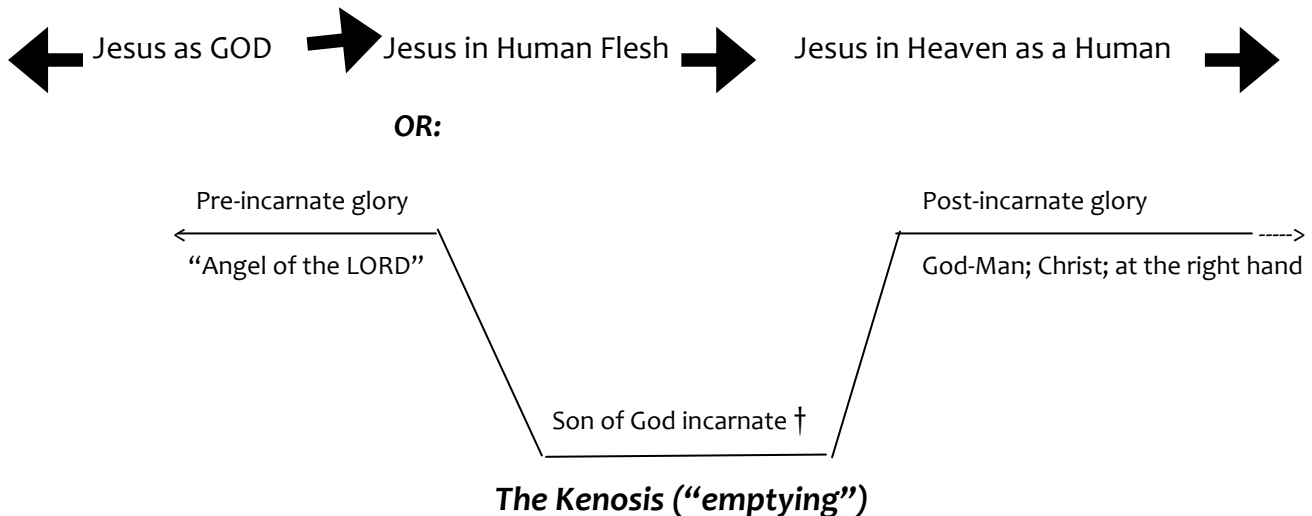 Jesus as GOD Jesus in Human Flesh Jesus in Heaven as a Human
OR:
Pre-incarnate glory Post-incarnate glory
“Angel of the LORD” God-Man; Christ; at the right hand
Son of God incarnate †
The Kenosis (“emptying”)